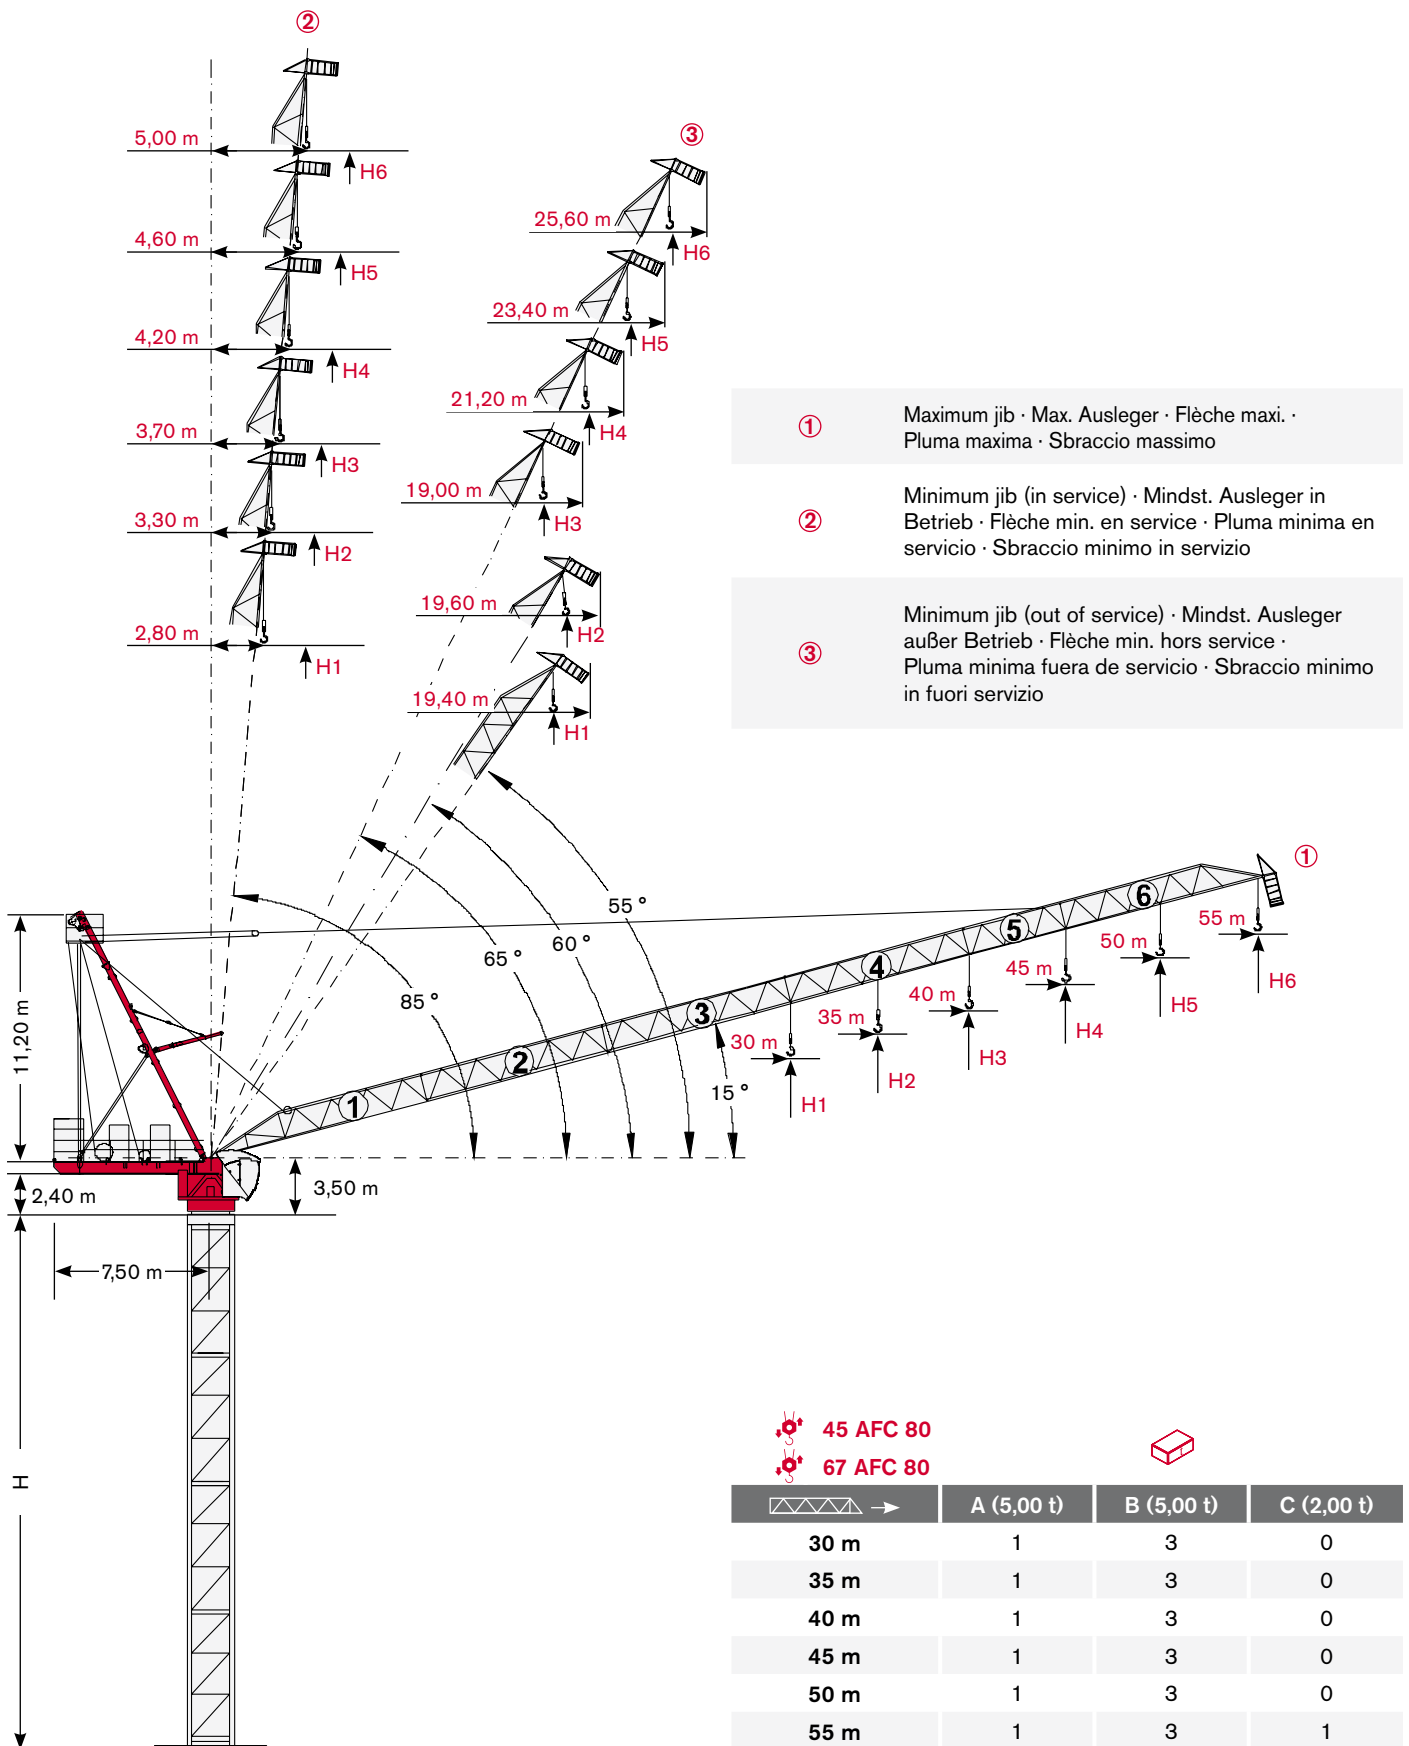 ②
5,00 m
H6
4,60 m
H5
4,20 m
H4
3,70 m
H3
3,30 m
H2
2,80 m
H1
③
25,60 m
H6
23,40 m
H5
21,20 m
H4
19,00 m
H3
19,60 m
H2
19,40 m
H1
① Maximum jib · Max. Ausleger · Flèche maxi. ·
Pluma maxima · Sbraccio massimo
② Minimum jib (in service) · Mindst. Ausleger in
Betrieb · Flèche min. en service · Pluma minima en
servicio · Sbraccio minimo in servizio
③ Minimum jib (out of service) · Mindst. Ausleger
außer Betrieb · Flèche min. hors service ·
Pluma minima fuera de servicio · Sbraccio minimo
in fuori servizio
①
55 °
60 °
65 °
85 °
15 °
1
2
3
4
5
6
30 m
H1
35 m
H2
40 m
H3
45 m
H4
50 m
H5
55 m
H6
11,20 m
2,40 m
3,50 m
7,50 m
H
45 AFC 80
67 AFC 80
A (5,00 t) B (5,00 t) C (2,00 t)
30 m 1 3 0
35 m 1 3 0
40 m 1 3 0
45 m 1 3 0
50 m 1 3 0
55 m 1 3 1